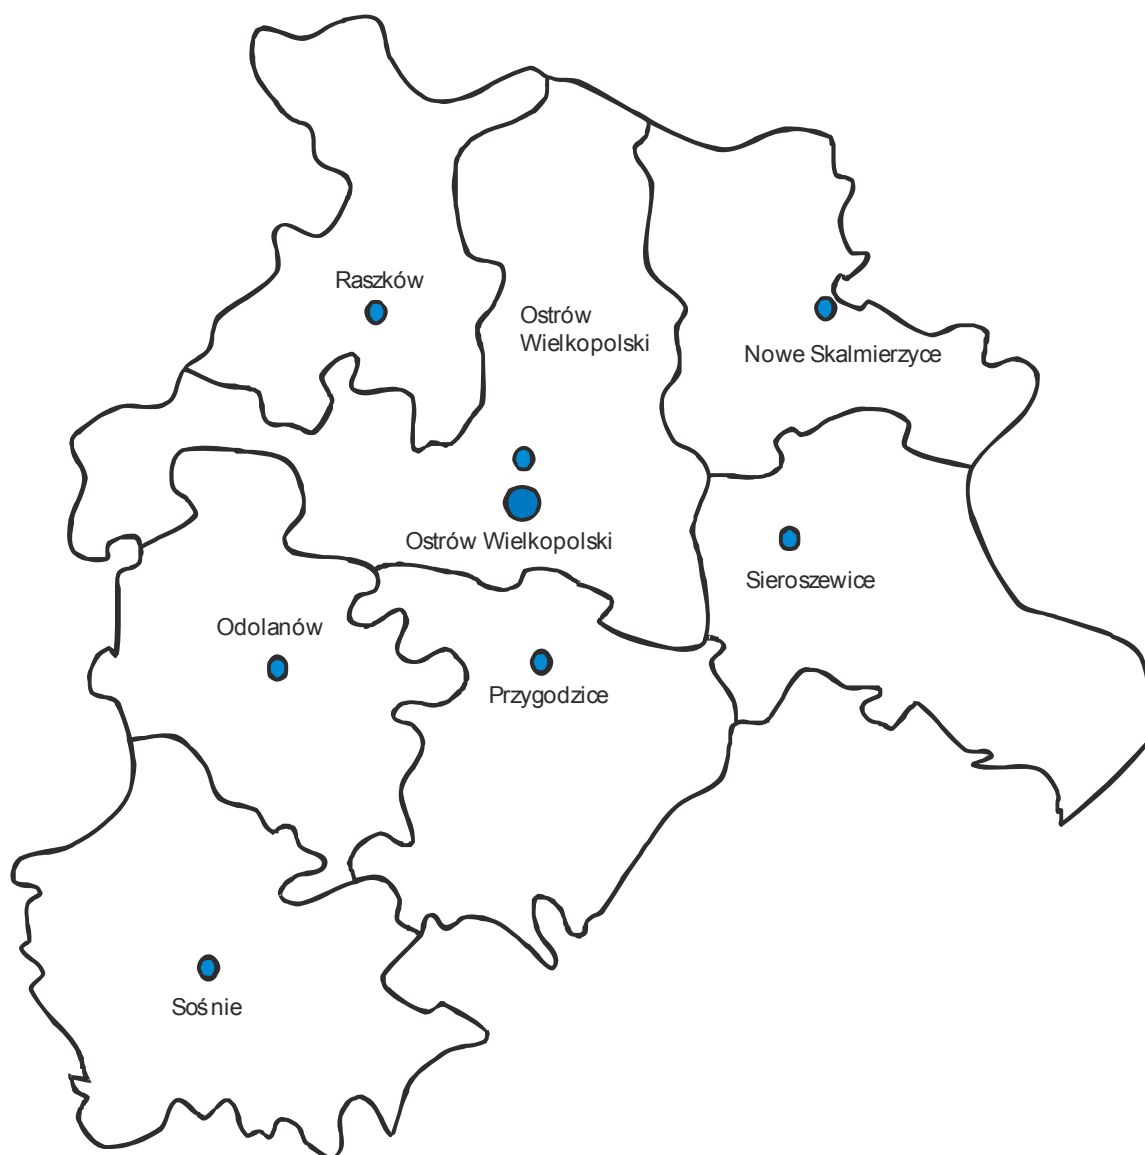 Raszków
Ostrów
Wielkopolski
Nowe Skalmierzyce
Ostrów Wielkopolski
Sieroszewice
Odolanów
Przygodzice
Sośnie